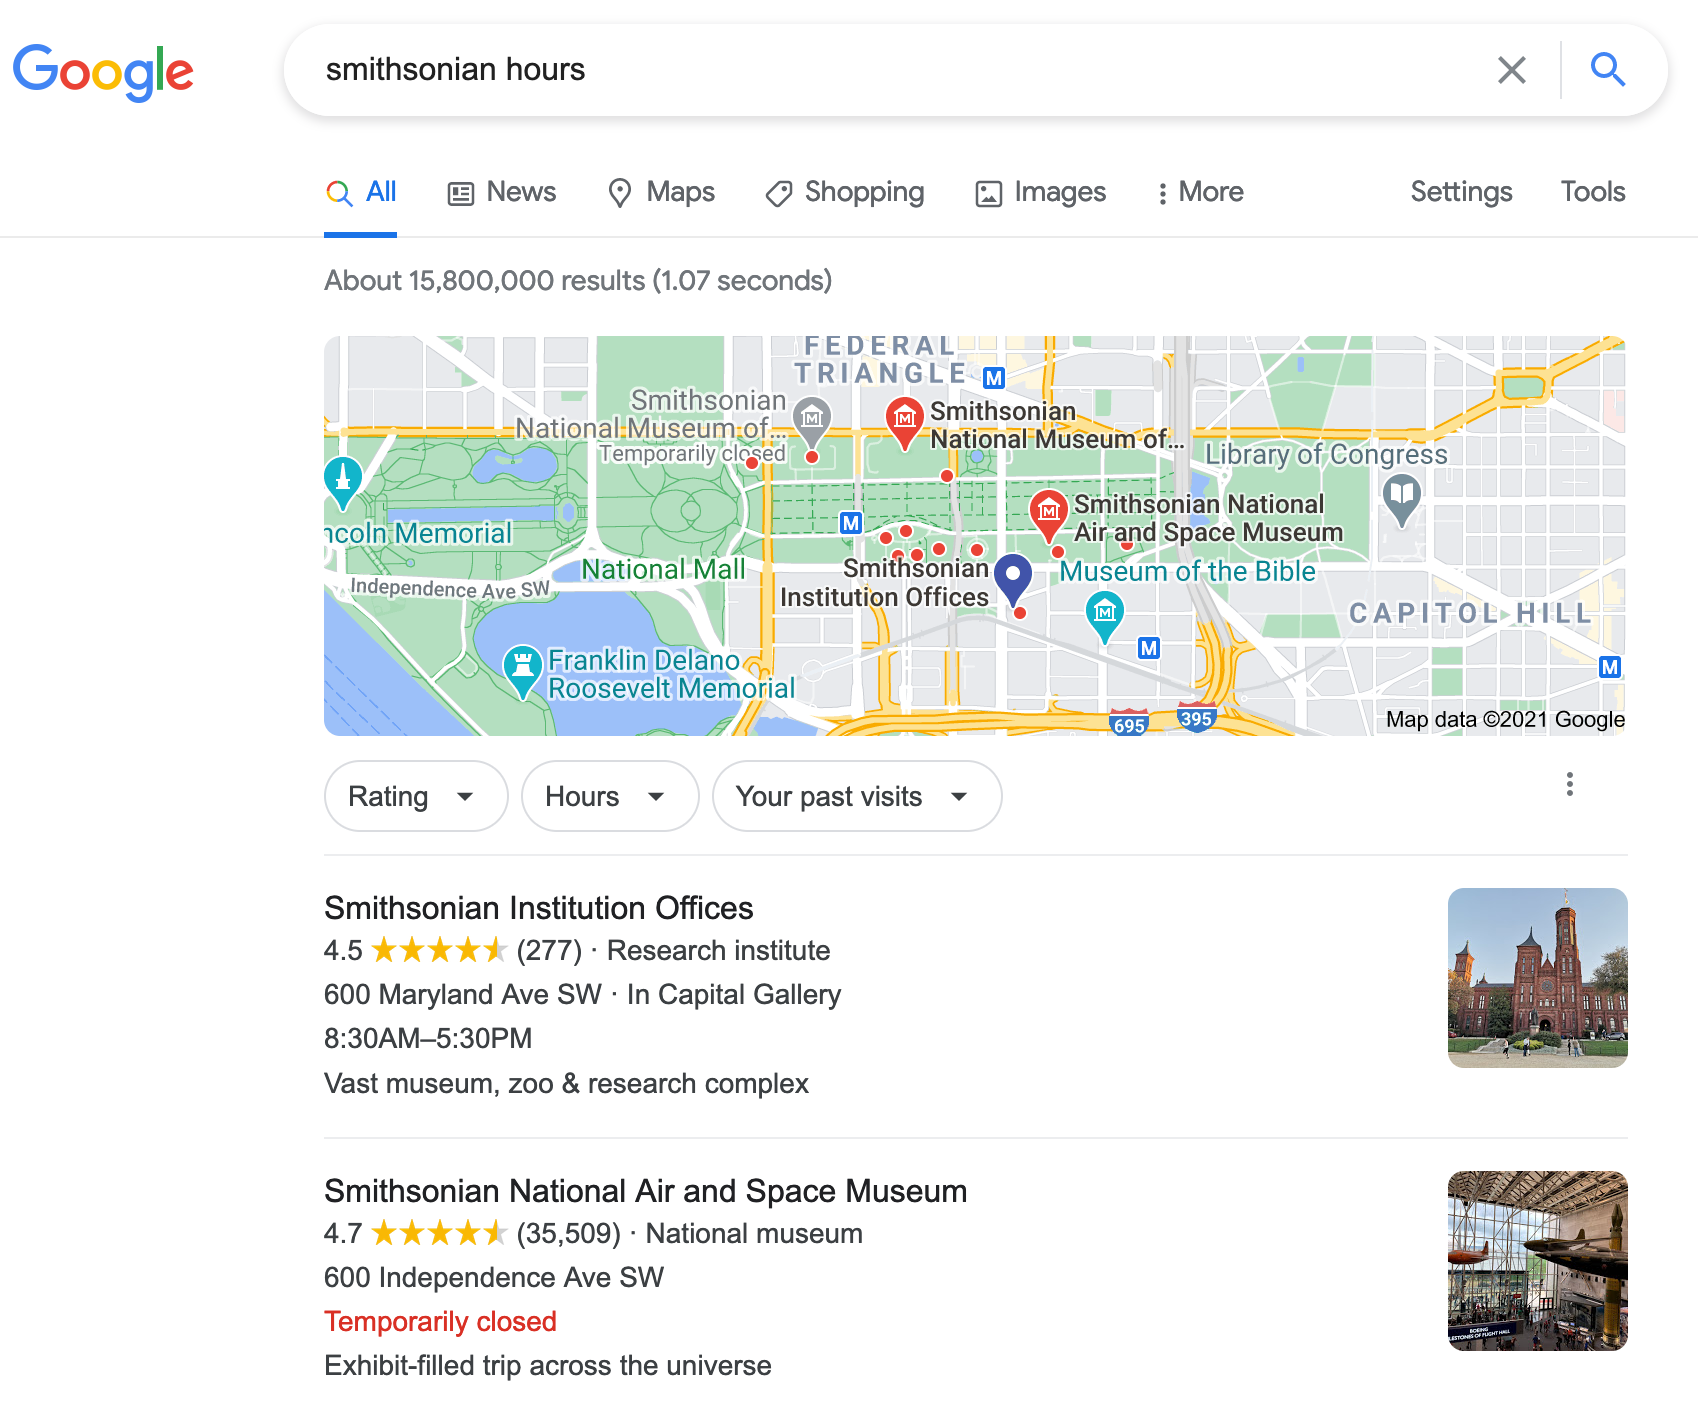 Google
smithsonian hours
All News Maps Shopping Images More Settings Tools
About 15,800,000 results (1.07 seconds)
FEDERAL
TRIANGLE
M
Smithsonian
National Museum of...
Temporarily closed
Smithsonian
National Museum of...
Library of Congress
Smithsonian National
Air and Space Museum
M
ncoln Memorial
National Mall
Smithsonian
Institution Offices
Museum of the Bible
Independence Ave SW
CAPITOL HILL
M
M
Franklin Delano
Roosevelt Memorial
695
395
Map data ©2021 Google
Rating Hours Your past visits
Smithsonian Institution Offices
4.5 (277) · Research institute
600 Maryland Ave SW · In Capital Gallery
8:30AM–5:30PM
Vast museum, zoo & research complex
Smithsonian National Air and Space Museum
4.7 (35,509) · National museum
600 Independence Ave SW
Temporarily closed
Exhibit-filled trip across the universe
BOEING
LESTONES OF FLIGHT HALL